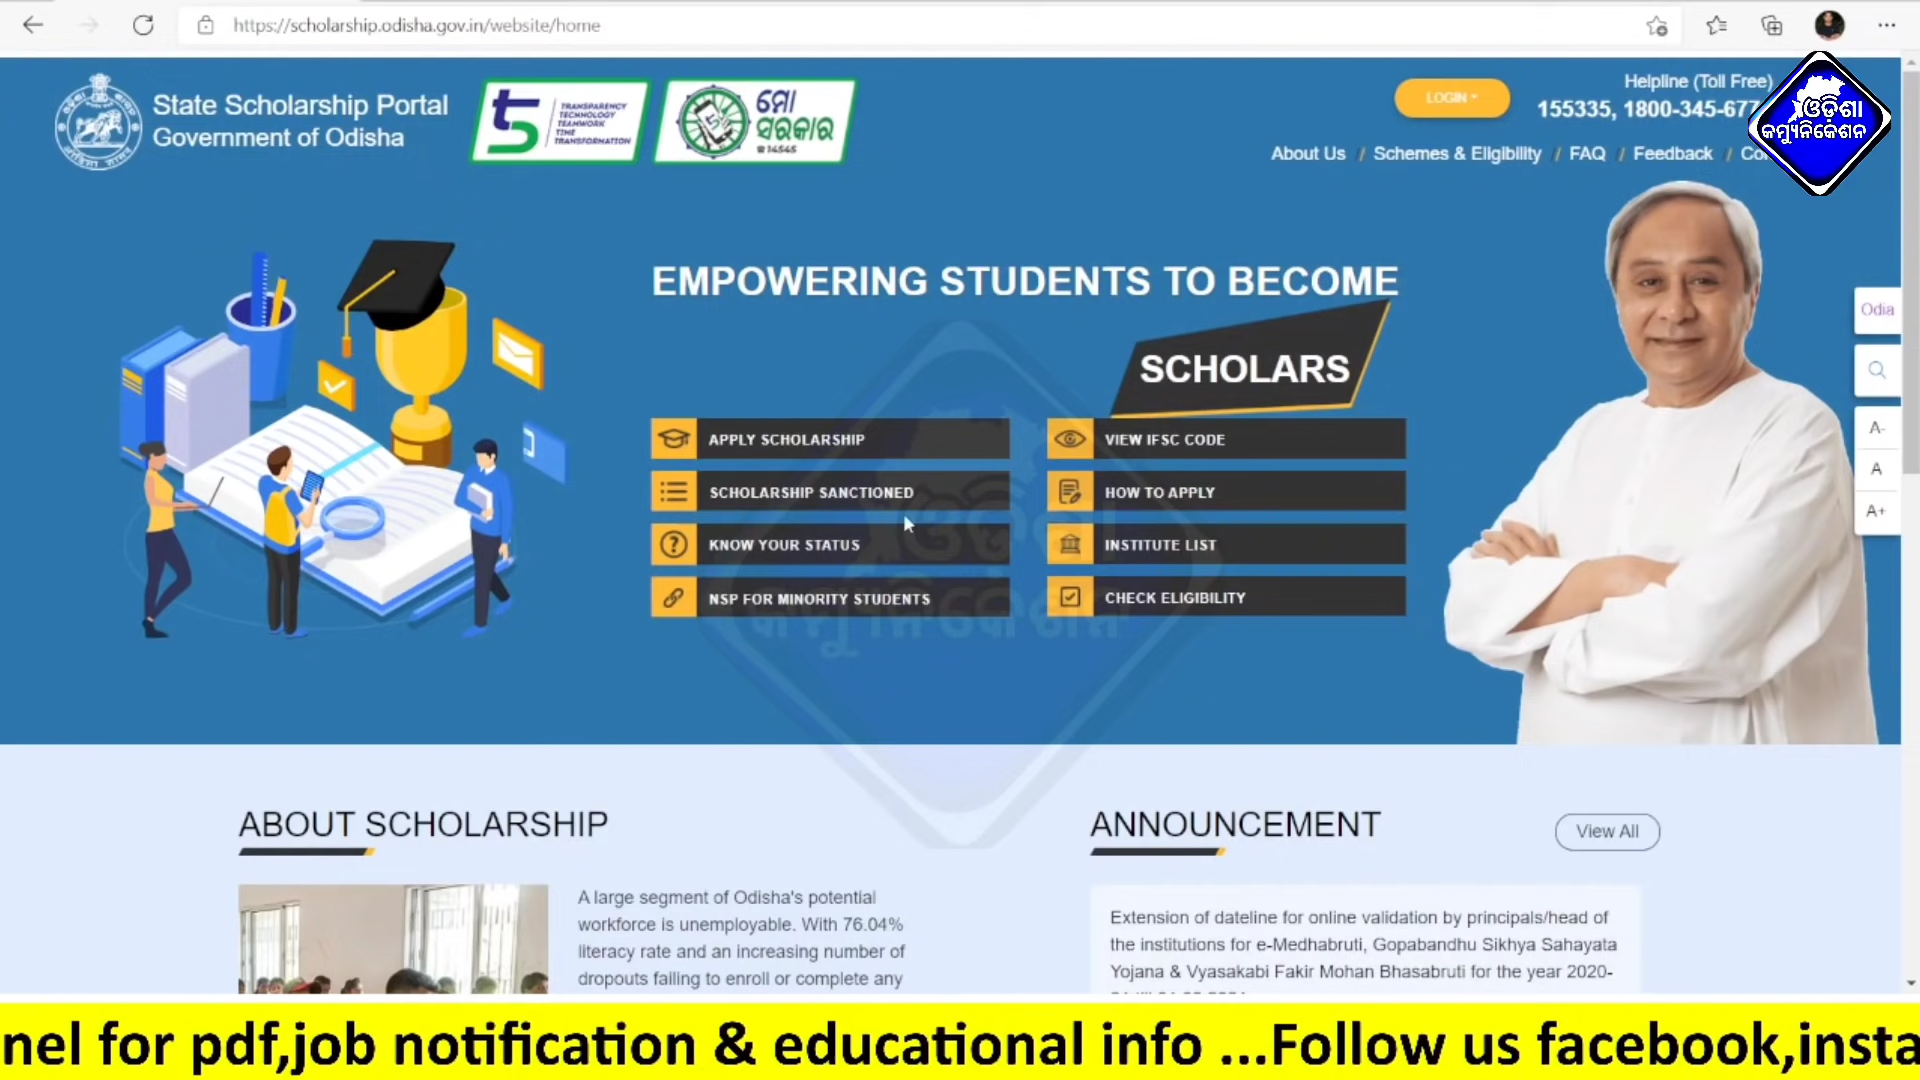 https://scholarship.odisha.gov.in/website/home
State Scholarship Portal
Government of Odisha
t5
TRANSPARENCY
TECHNOLOGY
TEAMWORK
TIME
TRANSFORMATION
ମୋ
ସରକାର
14545
LOGIN
Helpline (Toll Free)
155335, 1800-345-677
ଓଡ଼ିଶା
କମ୍ୟୁନିକେଶନ
About Us / Schemes & Eligibility / FAQ / Feedback /
EMPOWERING STUDENTS TO BECOME
SCHOLARS
Odia
A-
A
A+
APPLY SCHOLARSHIP
VIEW IFSC CODE
SCHOLARSHIP SANCTIONED
HOW TO APPLY
KNOW YOUR STATUS
INSTITUTE LIST
NSP FOR MINORITY STUDENTS
CHECK ELIGIBILITY
ABOUT SCHOLARSHIP
A large segment of Odisha's potential
workforce is unemployable. With 76.04%
literacy rate and an increasing number of
dropouts failing to enroll or complete any
ANNOUNCEMENT
View All
Extension of dateline for online validation by principals/head of
the institutions for e-Medhabruti, Gopabandhu Sikhya Sahayata
Yojana & Vyasakabi Fakir Mohan Bhasabruti for the year 2020-
nel for pdf,job notification & educational info ...Follow us facebook,insta